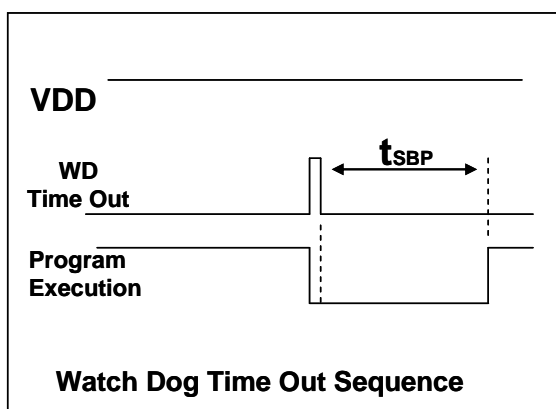 VDD
tSBP
WD
Time Out
Program
Execution
Watch Dog Time Out Sequence